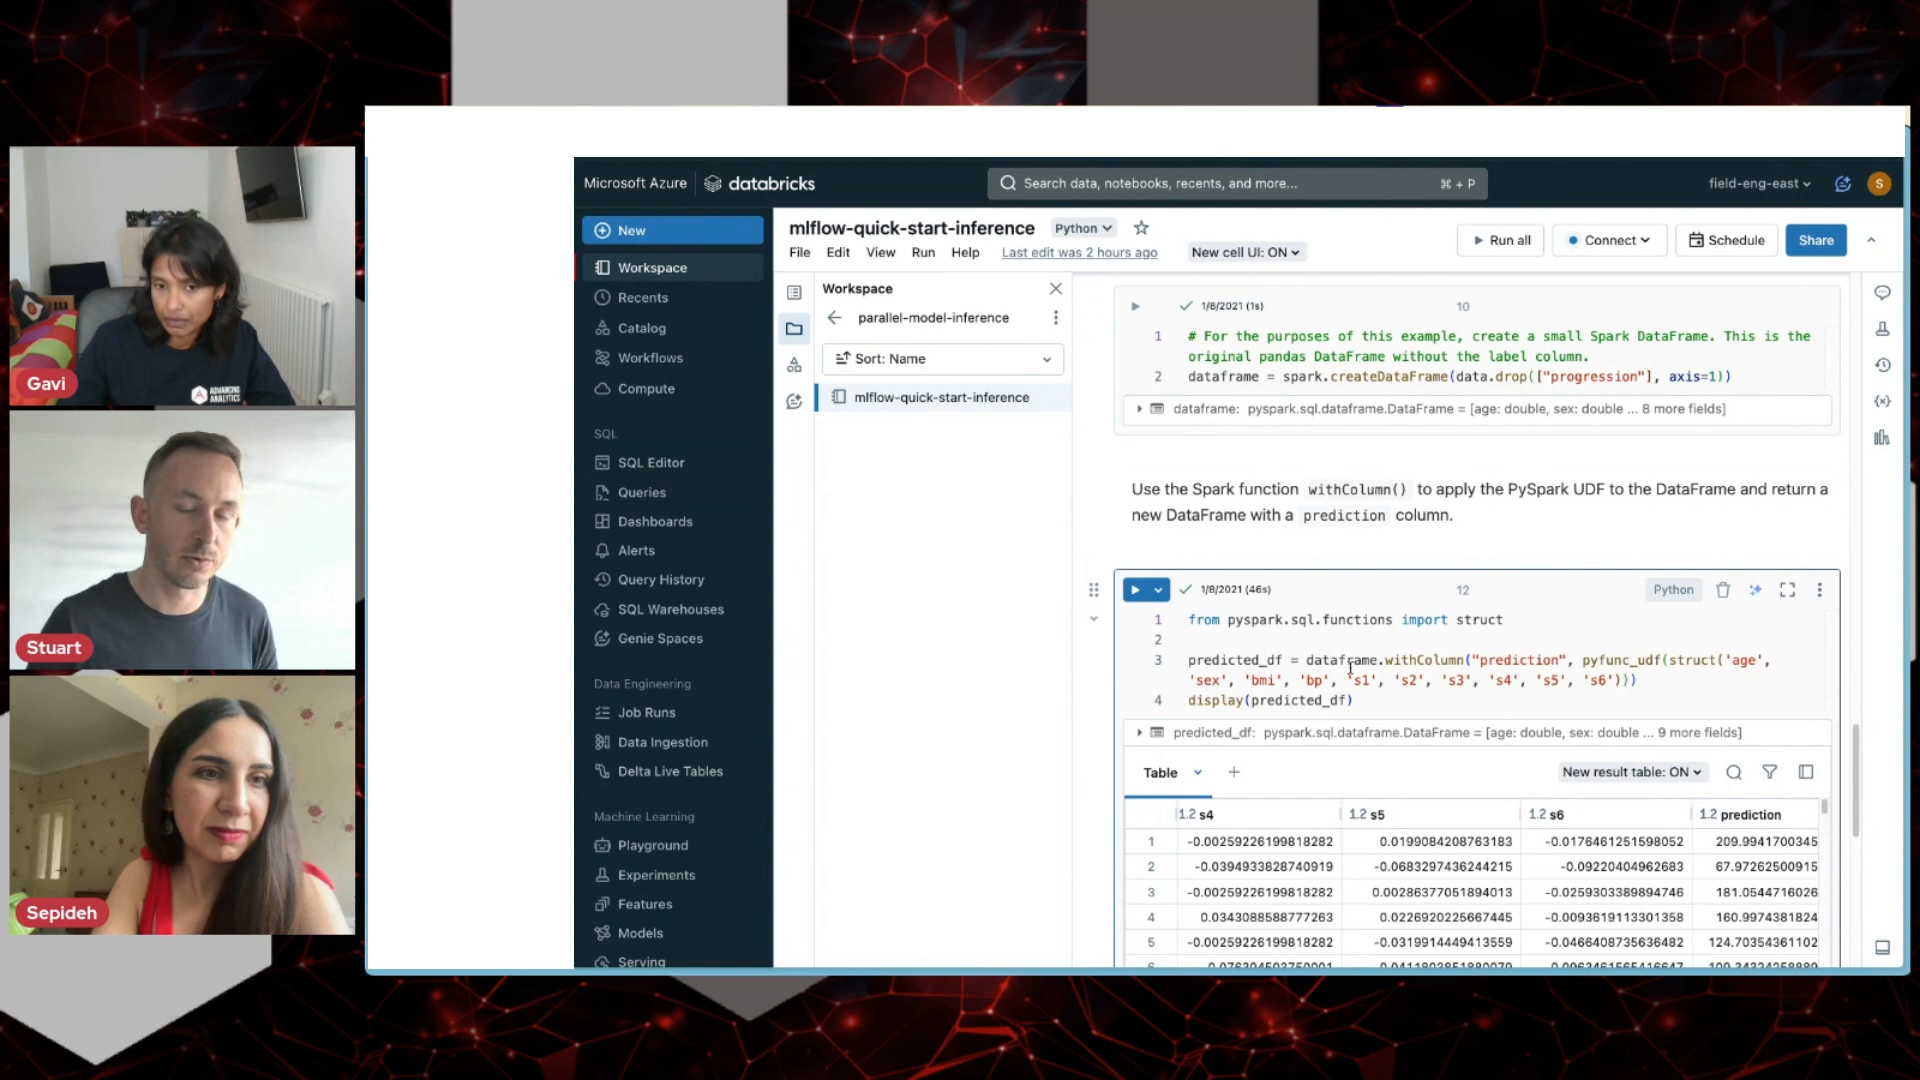 Gavi
ADVANCING
ANALYTICS
Stuart
Sepideh
Microsoft Azure
databricks
Search data, notebooks, recents, and more...
⌘ + P
field-eng-east
S
New
Workspace
Recents
Catalog
Workflows
Compute
SQL
SQL Editor
Queries
Dashboards
Alerts
Query History
SQL Warehouses
Genie Spaces
Data Engineering
Job Runs
Data Ingestion
Delta Live Tables
Machine Learning
Playground
Experiments
Features
Models
Serving
mlflow-quick-start-inference
Python
File Edit View Run Help
Last edit was 2 hours ago
New cell UI: ON
Run all
Connect
Schedule
Share
Workspace
parallel-model-inference
Sort: Name
mlflow-quick-start-inference
1/8/2021 (1s)
10
1 # For the purposes of this example, create a small Spark DataFrame. This is the
original pandas DataFrame without the label column.
2 dataframe = spark.createDataFrame(data.drop(["progression"], axis=1))
dataframe: pyspark.sql.dataframe.DataFrame = [age: double, sex: double ... 8 more fields]
Use the Spark function withColumn() to apply the PySpark UDF to the DataFrame and return a
new DataFrame with a prediction column.
1/8/2021 (46s)
12
Python
1 from pyspark.sql.functions import struct
2
3 predicted_df = dataframe.withColumn("prediction", pyfunc_udf(struct('age',
'sex', 'bmi', 'bp', 's1', 's2', 's3', 's4', 's5', 's6')))
4 display(predicted_df)
predicted_df: pyspark.sql.dataframe.DataFrame = [age: double, sex: double ... 9 more fields]
Table
New result table: ON
1.2 s4 1.2 s5 1.2 s6 1.2 prediction
1 -0.00259226199818282 0.0199084208763183 -0.0176461251598052 209.9941700345
2 -0.0394933828740919 -0.0683297436244215 -0.09220404962683 67.97262500915
3 -0.00259226199818282 0.00286377051894013 -0.0259303389894746 181.0544716026
4 0.0343088588777263 0.0226920225667445 -0.0093619113301358 160.9974381824
5 -0.00259226199818282 -0.0319914449413559 -0.0466408735636482 124.70354361102